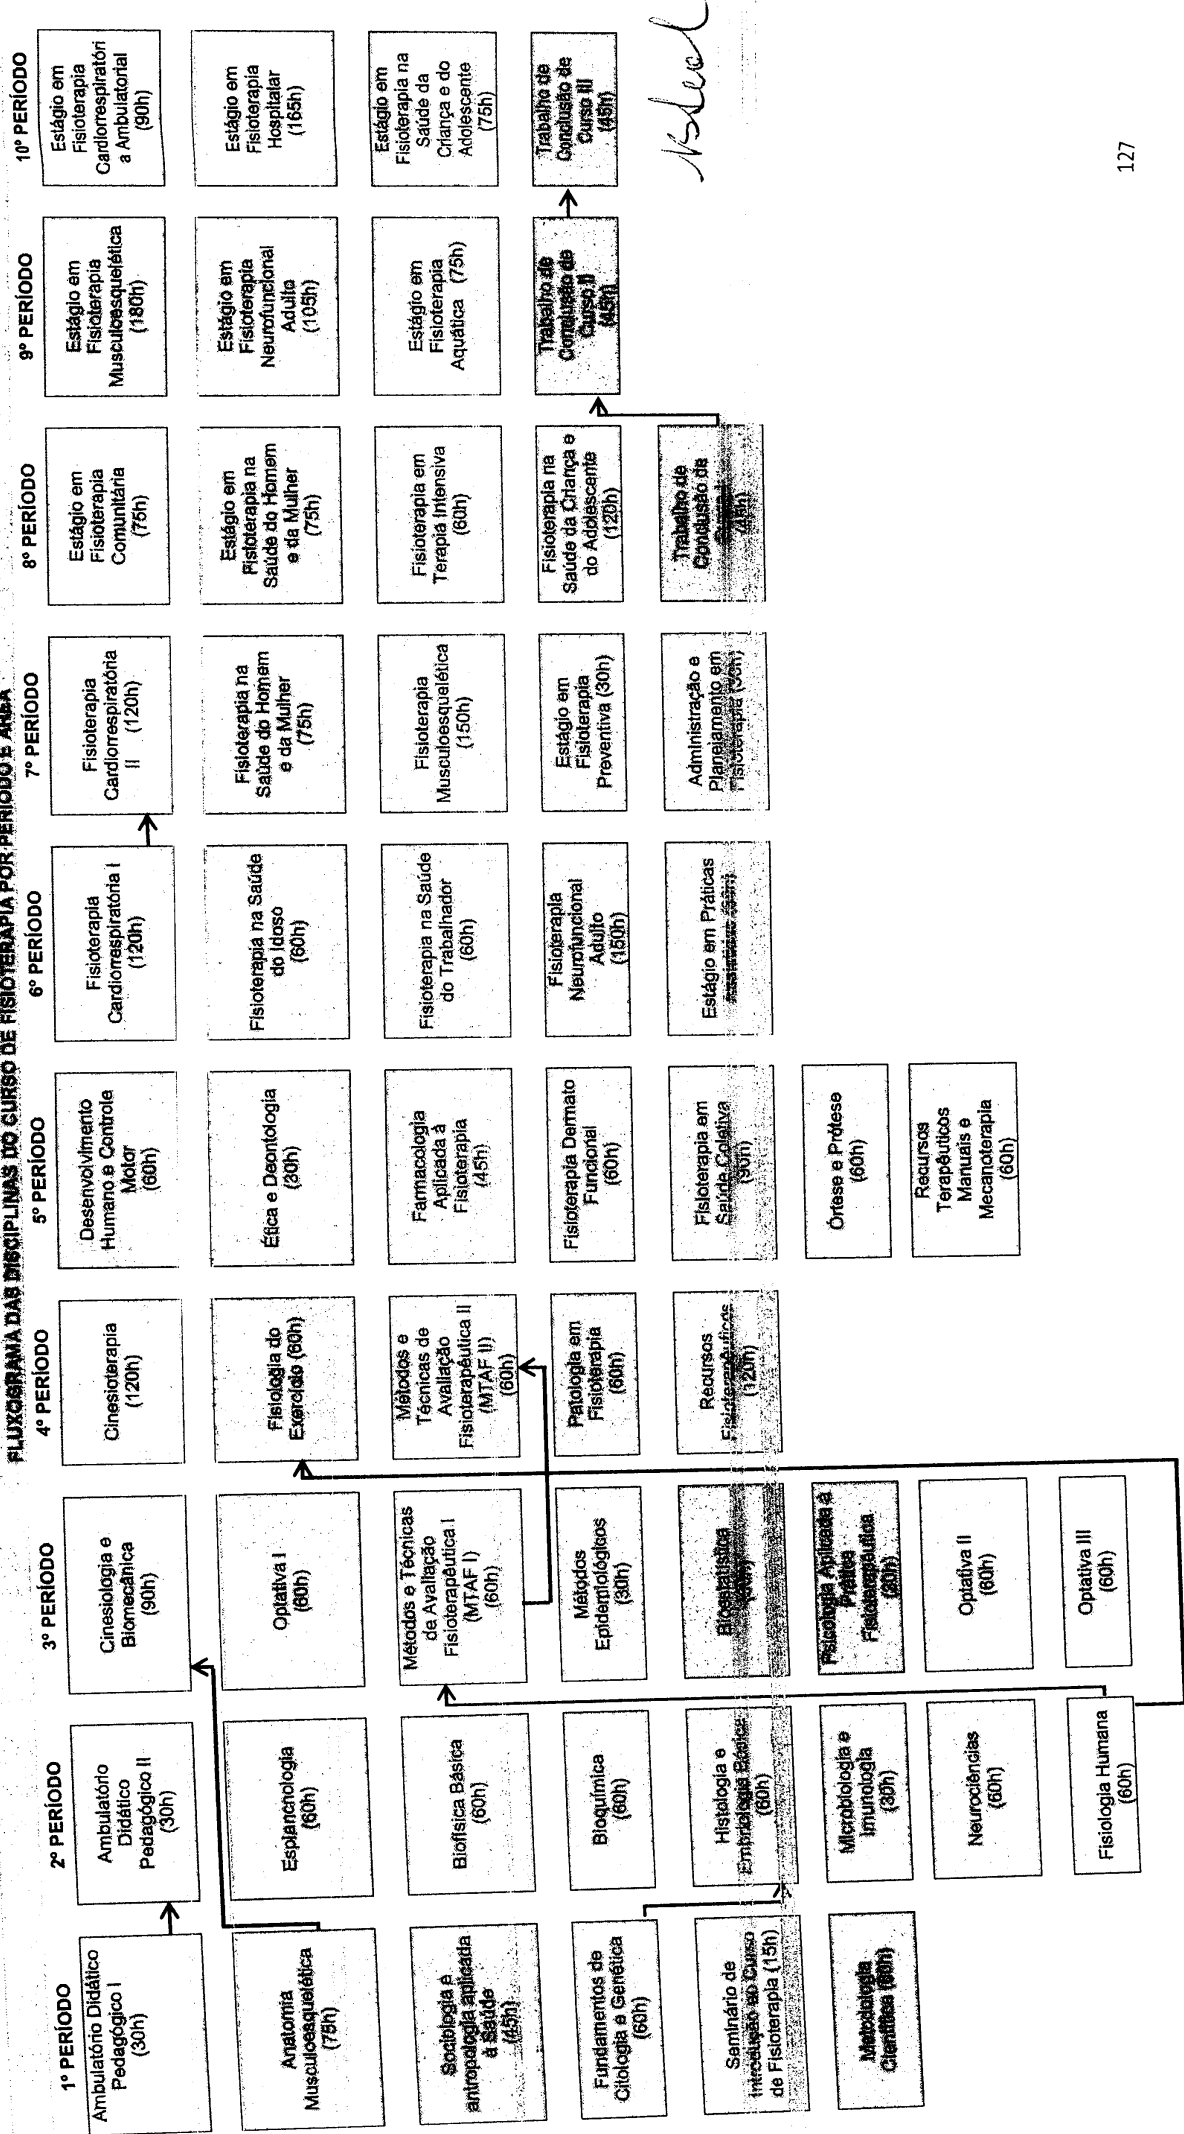 FLUXOGRAMA DAS DISCIPLINAS DO CURSO DE FISIOTERAPIA POR PERÍODO E ÁREA
1º PERÍODO
Ambulatório Didático
Pedagógico I
(30h)
Anatomia
Musculoesquelética
(75h)
Sociologia e
antropologia aplicada
à Saúde
(45h)
Fundamentos de
Citologia e Genética
(60h)
Seminário de
Introdução ao Curso
de Fisioterapia (15h)
Metodologia
Científica (60h)
2º PERÍODO
Ambulatório
Didático
Pedagógico II
(30h)
Esplancnologia
(60h)
Biofísica Básica
(60h)
Bioquímica
(60h)
Histologia e
Embriologia Básica
(60h)
Microbiologia e
Imunologia
(30h)
Neurociências
(60h)
Fisiologia Humana
(60h)
3º PERÍODO
Cinesiologia e
Biomecânica
(90h)
Optativa I
(60h)
Métodos e Técnicas
de Avaliação
Fisioterapêutica I
(MTAF I)
(60h)
Métodos
Epidemiológicos
(30h)
Bioestatística
Psicologia Aplicada à
Prática
Fisioterapêutica
(30h)
Optativa II
(60h)
Optativa III
(60h)
4º PERÍODO
Cinesioterapia
(120h)
Fisiologia do
Exercício (60h)
Métodos e
Técnicas de
Avaliação
Fisioterapêutica II
(MTAF II)
(60h)
Patologia em
Fisioterapia
(60h)
Recursos
Fisioterapêuticos
(120h)
5º PERÍODO
Desenvolvimento
Humano e Controle
Motor
(60h)
Ética e Deontologia
(30h)
Farmacologia
Aplicada à
Fisioterapia
(45h)
Fisioterapia Dermato
Funcional
(60h)
Fisioterapia em
Saúde Coletiva
(90h)
Órtese e Prótese
(60h)
Recursos
Terapêuticos
Manuais e
Mecanoterapia
(60h)
6º PERÍODO
Fisioterapia
Cardiorrespiratória I
(120h)
Fisioterapia na Saúde
do Idoso
(60h)
Fisioterapia na Saúde
do Trabalhador
(60h)
Fisioterapia
Neurofuncional
Adulto
(150h)
Estágio em Práticas
7º PERÍODO
Fisioterapia
Cardiorrespiratória
II (120h)
Fisioterapia na
Saúde do Homem
e da Mulher
(75h)
Fisioterapia
Musculoesquelética
(150h)
Estágio em
Fisioterapia
Preventiva (30h)
Administração e
Planejamento em
Fisioterapia (30h)
8º PERÍODO
Estágio em
Fisioterapia
Comunitária
(75h)
Estágio em
Fisioterapia na
Saúde do Homem
e da Mulher
(75h)
Fisioterapia em
Terapia Intensiva
(60h)
Fisioterapia na
Saúde da Criança e
do Adolescente
(120h)
Trabalho de
Conclusão de
Curso I
(45h)
9º PERÍODO
Estágio em
Fisioterapia
Musculoesquelética
(180h)
Estágio em
Fisioterapia
Neurofuncional
Adulto
(105h)
Estágio em
Fisioterapia
Aquática (75h)
Trabalho de
Conclusão de
Curso II
(45h)
10º PERÍODO
Estágio em
Fisioterapia
Cardiorrespiratóri
a Ambulatorial
(90h)
Estágio em
Fisioterapia
Hospitalar
(165h)
Estágio em
Fisioterapia na
Saúde da
Criança e do
Adolescente
(75h)
Trabalho de
Conclusão de
Curso III
(45h)
127